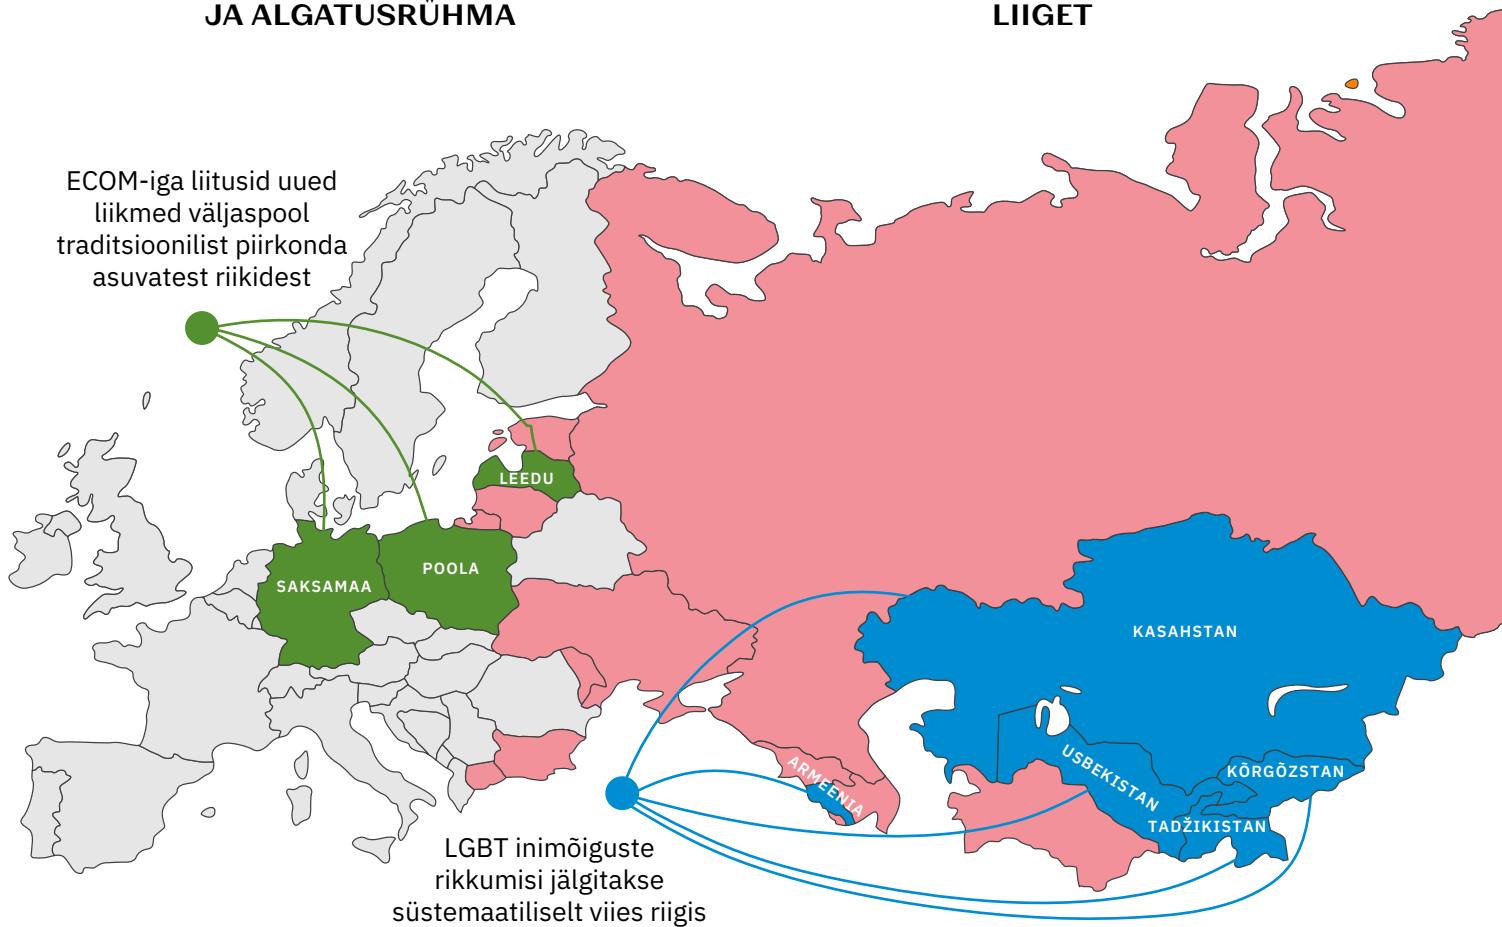 JA ALGATUSRÜHMA
LIIGET
ECOM-iga liitusid uued
liikmed väljaspool
traditsioonilist piirkonda
asuvatest riikidest
LEEDU
POOLA
SAKSAMAA
KASAHSTAN
USBEKISTAN
KÕRGÕZSTAN
ARMEENIA
TADŽIKISTAN
LGBT inimõiguste
rikkumisi jälgitakse
süstemaatiliselt viies riigis